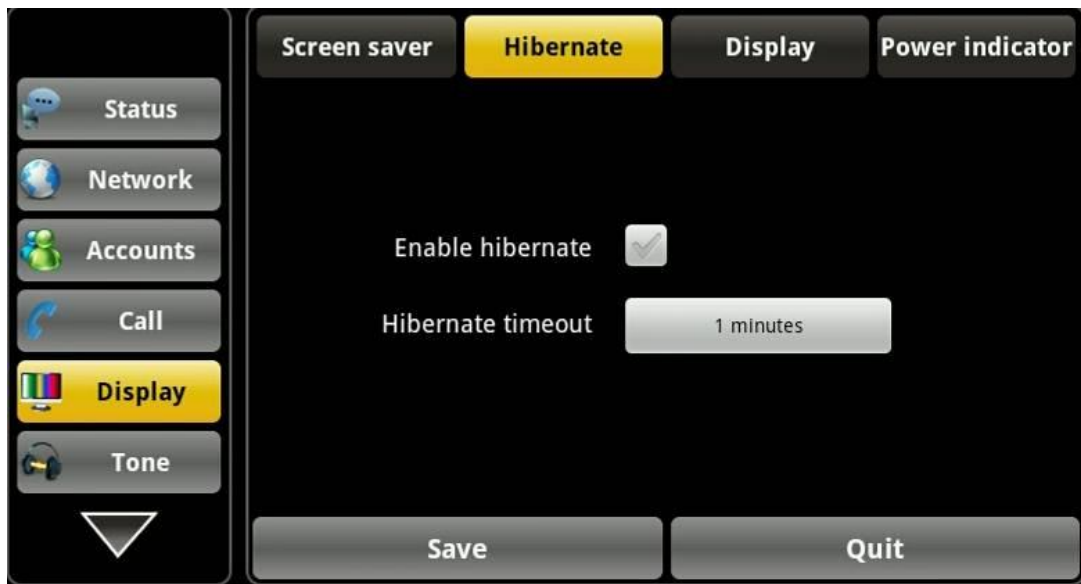 Screen saver
Hibernate
Display
Power indicator
Status
Network
Accounts
Call
Display
Tone
Enable hibernate
Hibernate timeout
1 minutes
Save
Quit